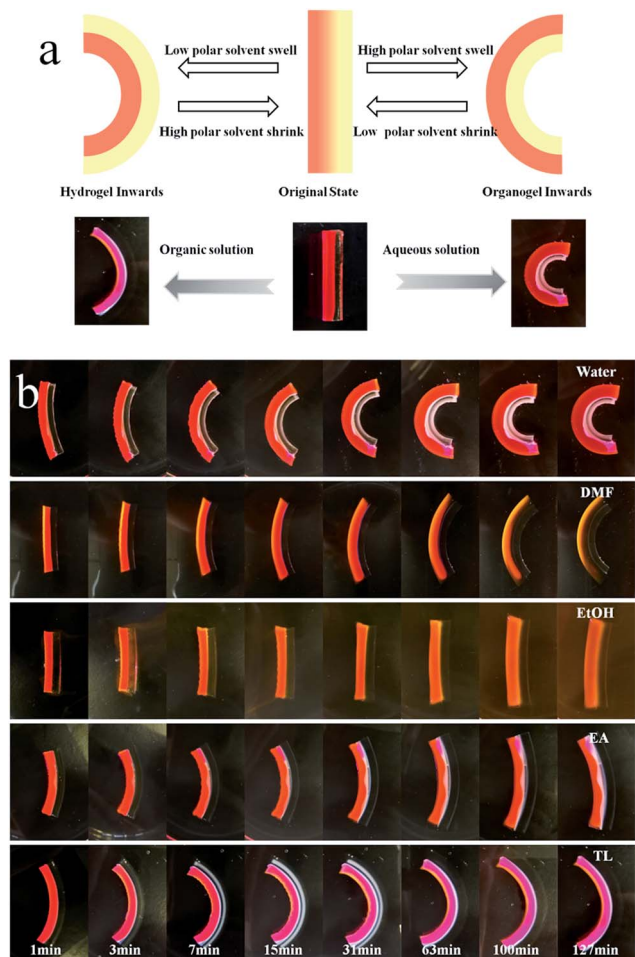 a
Low polar solvent swell
High polar solvent swell
High polar solvent shrink
Low polar solvent shrink
Hydrogel Inwards
Original State
Organogel Inwards
Organic solution
Aqueous solution
b
Water
DMF
EtOH
EA
TL
1min
3min
7min
15min
31min
63min
100min
127min